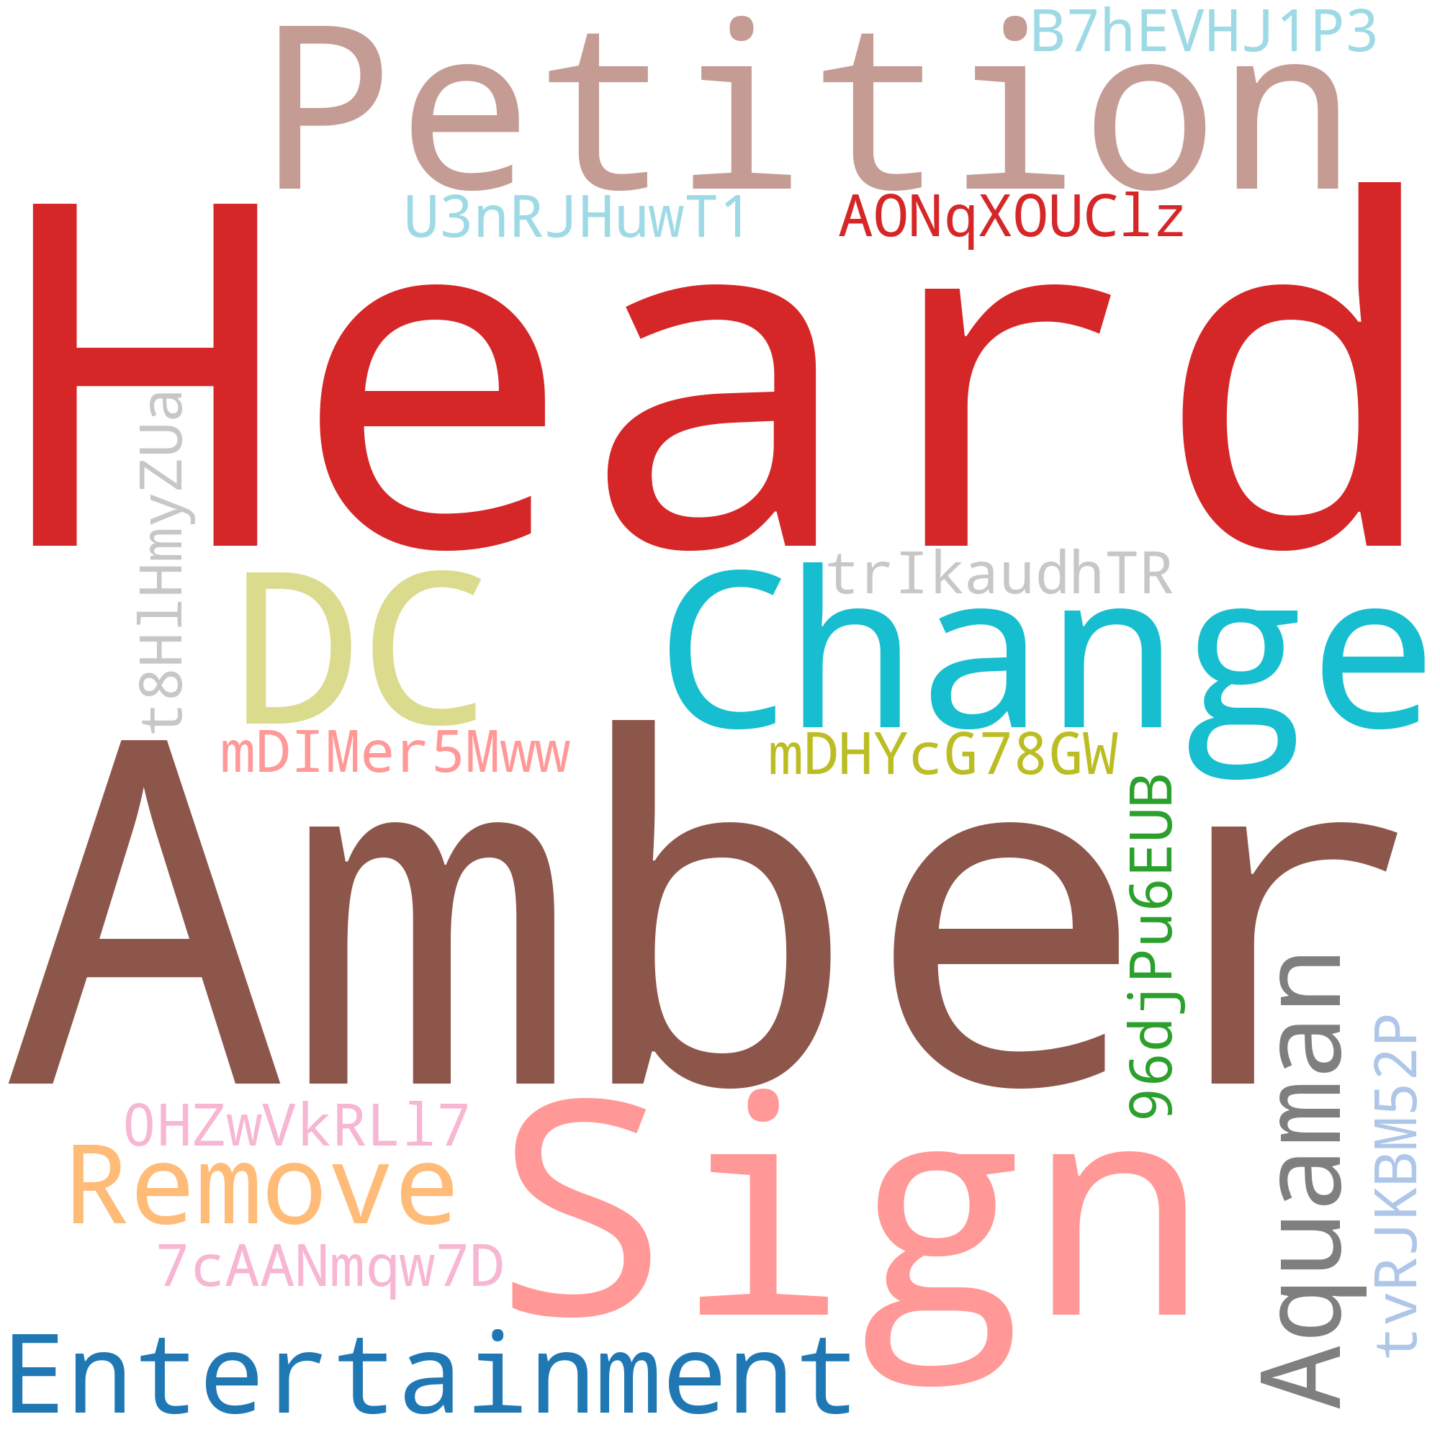 B7hEVHJ1P3
Petition
U3nRJHuwT1
AONqXOUClz
Heard
t8HlHmyZUa
trIkaudhTR
DC
Change
mDIMer5Mww
mDHYcG78GW
Amber
96djPu6EUB
Aquaman
tvRJKBM52P
0HZwVkRLl7
Remove
Sign
7cAANmqw7D
Entertainment